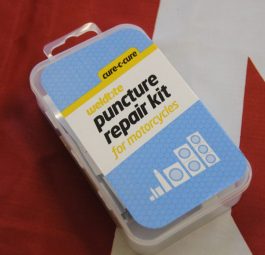 cure-c-cure
weldtite
puncture
repair kit
for motorcycles